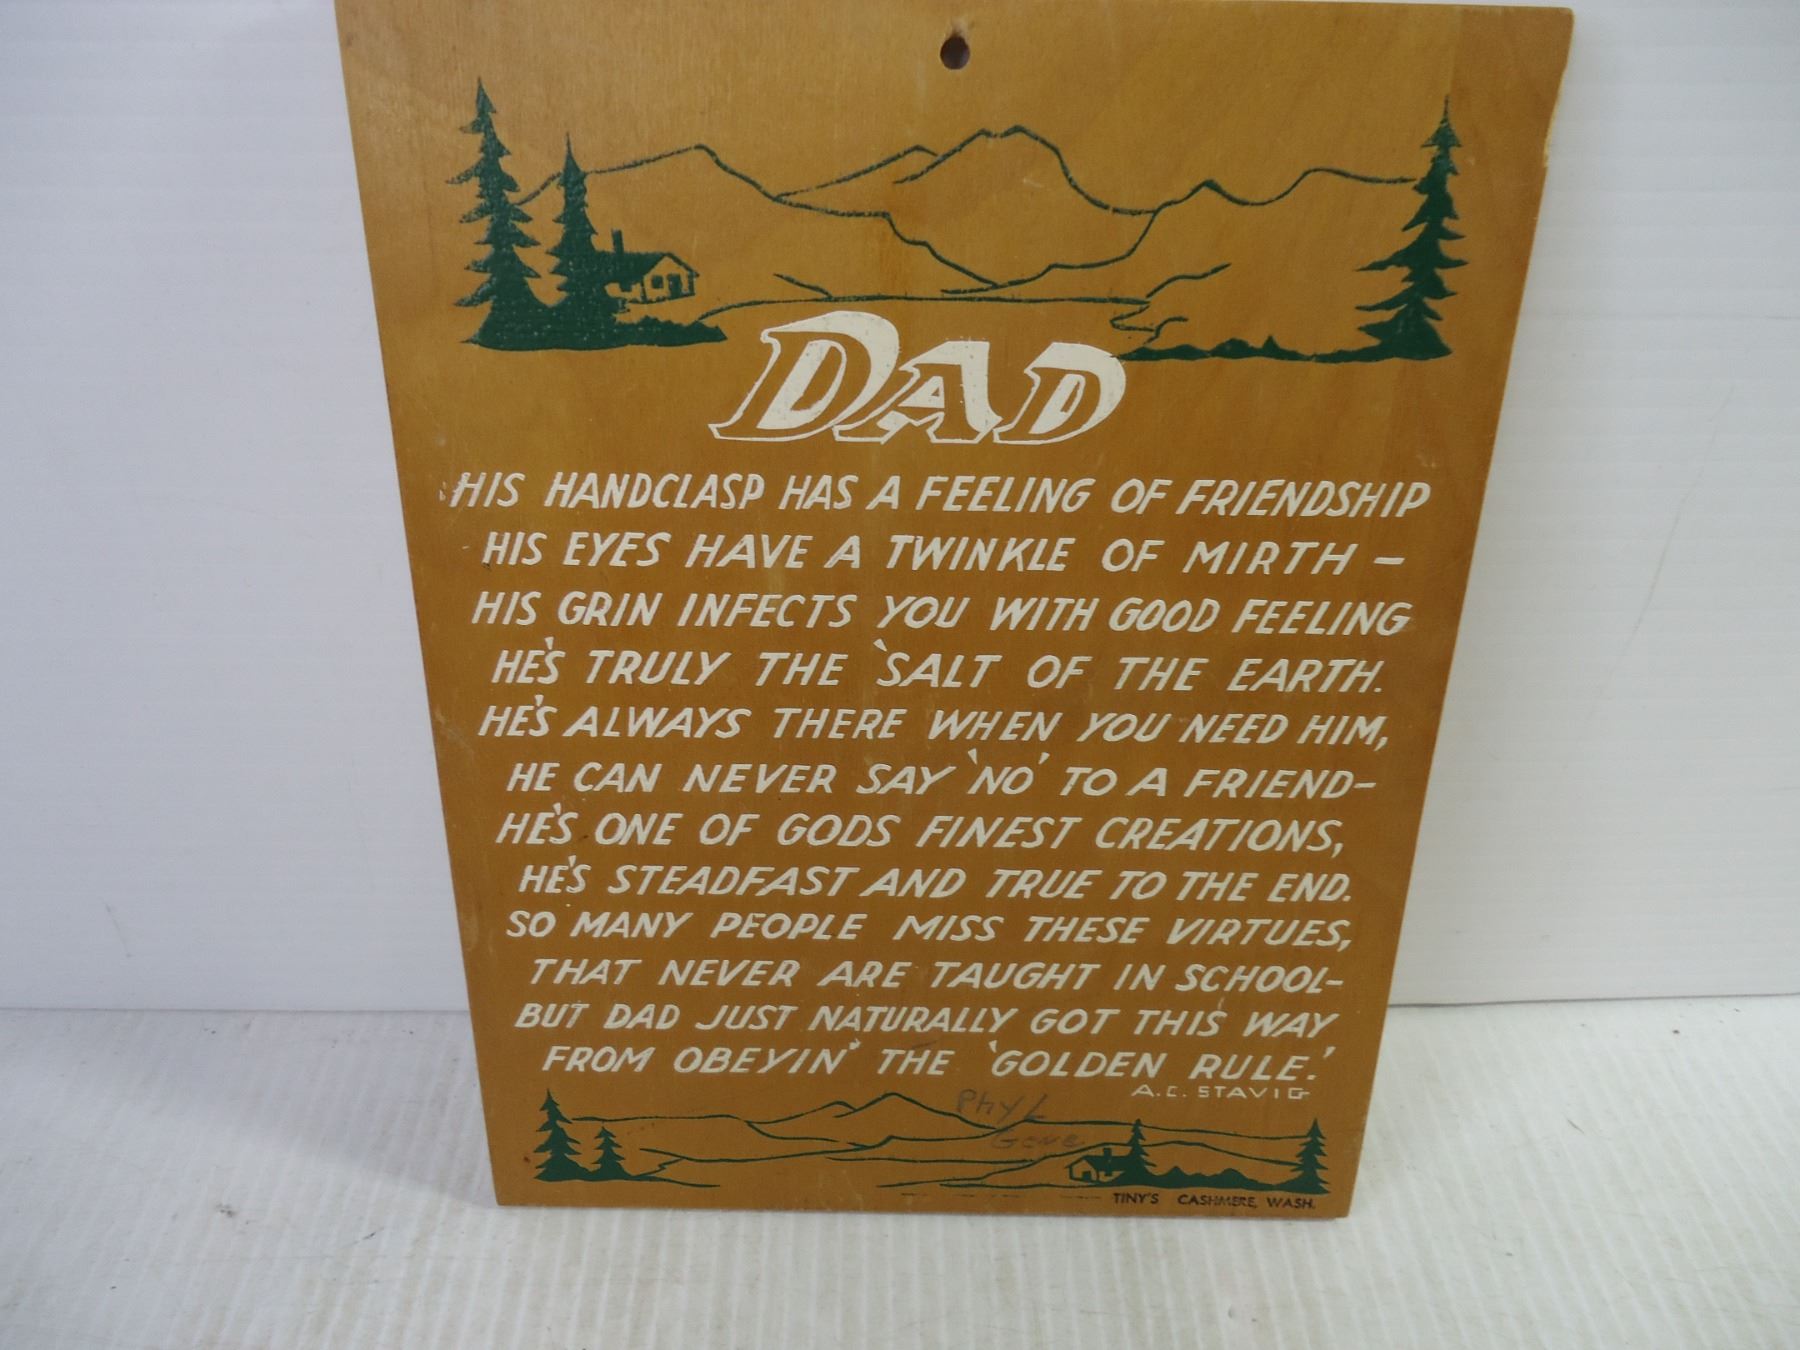 DAD
HIS HANDCLASP HAS A FEELING OF FRIENDSHIP
HIS EYES HAVE A TWINKLE OF MIRTH –
HIS GRIN INFECTS YOU WITH GOOD FEELING
HE'S TRULY THE 'SALT OF THE EARTH.
HE'S ALWAYS THERE WHEN YOU NEED HIM,
HE CAN NEVER SAY 'NO' TO A FRIEND-
HE'S ONE OF GODS FINEST CREATIONS,
HE'S STEADFAST AND TRUE TO THE END.
SO MANY PEOPLE MISS THESE VIRTUES,
THAT NEVER ARE TAUGHT IN SCHOOL-
BUT DAD JUST NATURALLY GOT THIS WAY
FROM OBEYIN' THE 'GOLDEN RULE.'
A.C. STAVIG
Phyl
Gene
TINY'S CASHMERE, WASH.